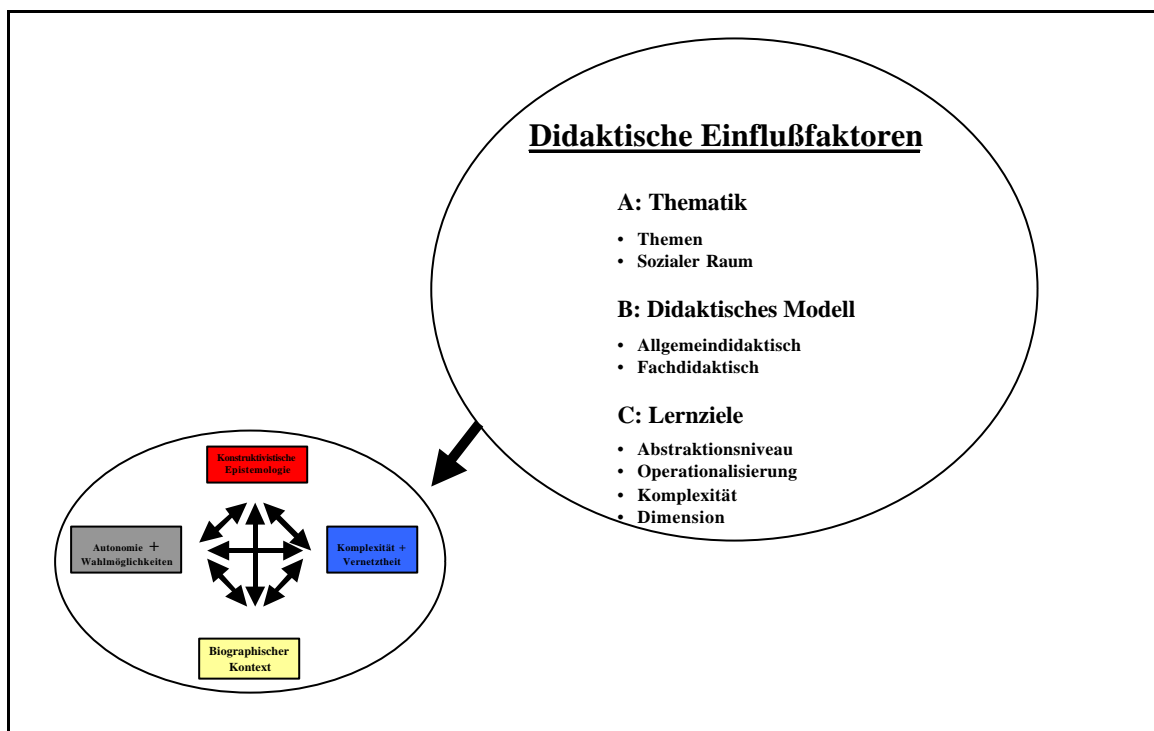 Didaktische Einflußfaktoren
A: Thematik
• Themen
• Sozialer Raum
B: Didaktisches Modell
• Allgemeindidaktisch
• Fachdidaktisch
C: Lernziele
• Abstraktionsniveau
• Operationalisierung
• Komplexität
• Dimension
Konstruktivistische
Epistemologie
Autonomie +
Wahlmöglichkeiten
Komplexität +
Vernetztheit
Biographischer
Kontext